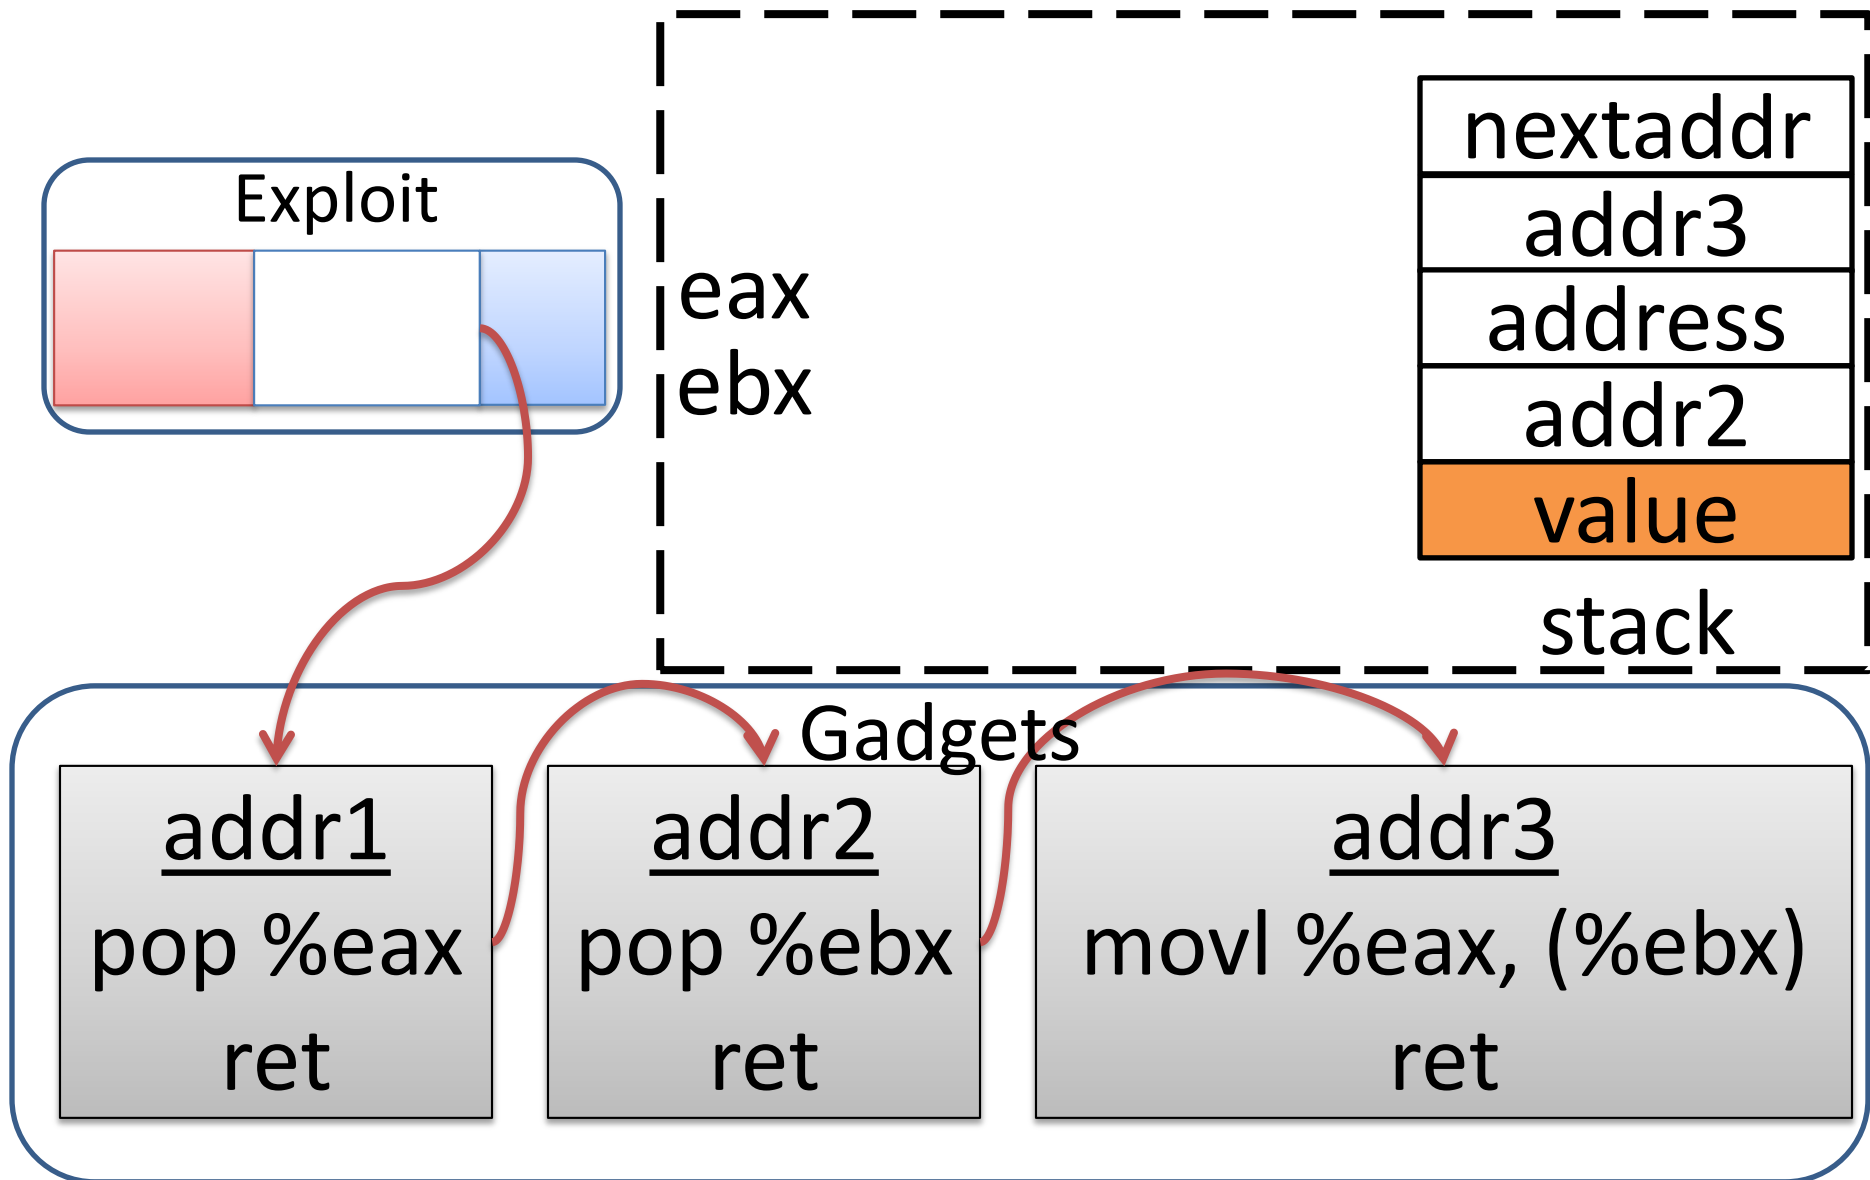 Exploit
eax
ebx
nextaddr
addr3
address
addr2
value
stack
Gadgets
addr1
pop %eax
ret
addr2
pop %ebx
ret
addr3
movl %eax, (%ebx)
ret